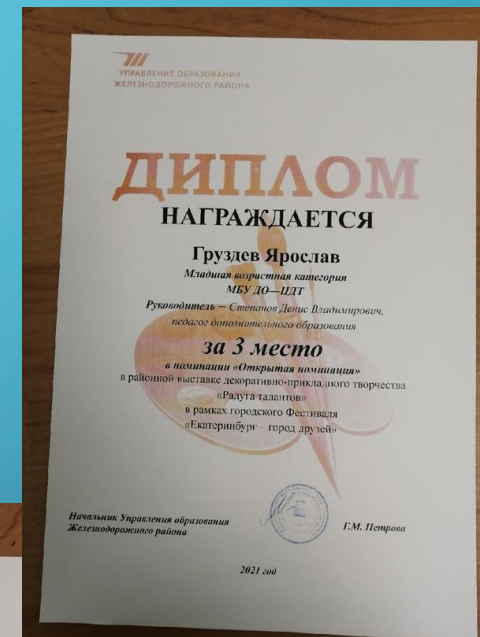 УПРАВЛЕНИЕ ОБРАЗОВАНИЯ
ЖЕЛЕЗНОДОРОЖНОГО РАЙОНА
ДИПЛОМ
НАГРАЖДАЕТСЯ
Груздев Ярослав
Младшая возрастная категория
МБУ ДО—ЦДТ
Руководитель – Степанов Денис Владимирович,
педагог дополнительного образования
за 3 место
в номинации «Открытая номинация»
в районной выставке декоративно-прикладного творчества
«Радуга талантов»
в рамках городского Фестиваля
«Екатеринбург – город друзей»
Начальник Управления образования
Железнодорожного района
Г.М. Петрова
2021 год